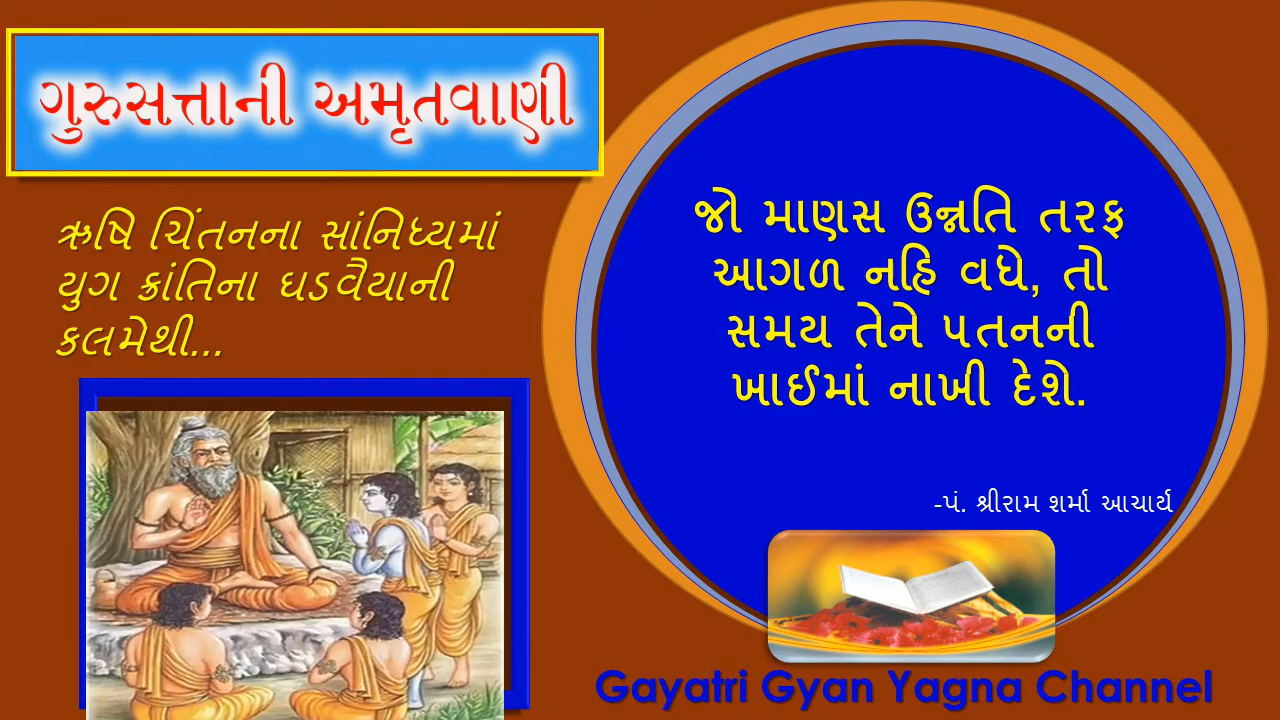 ગુરુસત્તાની અમૃતવાણી
ઋષિ ચિંતનના સાંનિધ્યમાં
યુગ ક્રાંતિના ઘડવૈયાની
કલમેથી...
જો માણસ ઉન્નતિ તરફ
આગળ નહિ વધે, તો
સમય તેને પતનની
ખાઈમાં નાખી દેશે.
-પં. શ્રીરામ શર્મા આચાર્ય
Gayatri Gyan Yagna Channel